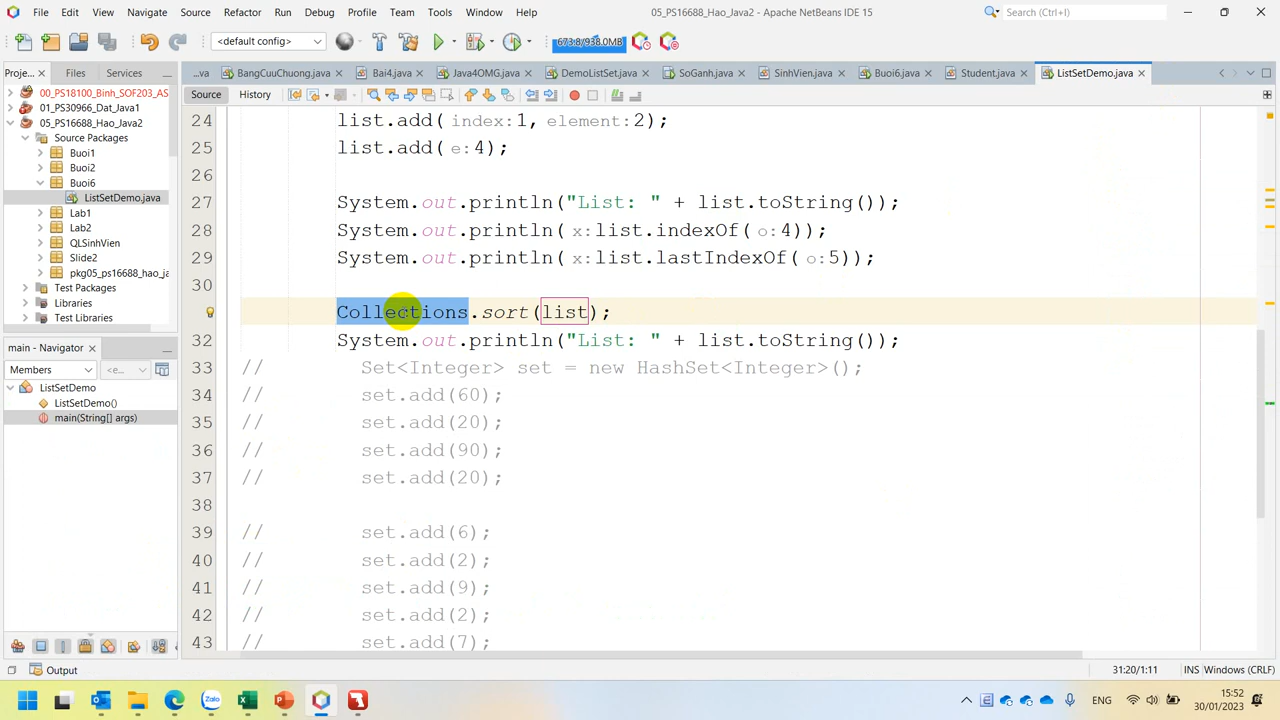 File Edit View Navigate Source Refactor Run Debug Profile Team Tools Window Help 05_PS16688_Hao_Java2 - Apache NetBeans IDE 15 Search (Ctrl+I)
<default config> 673.8/938.0MB
Proje... Files Services
...va BangCuuChuong.java Bai4.java Java4OMG.java DemoListSet.java SoGanh.java SinhVien.java Buoi6.java Student.java ListSetDemo.java
Source History
00_PS18100_Binh_SOF203_AS
01_PS30966_Dat_Java1
05_PS16688_Hao_Java2
Source Packages
Buoi1
Buoi2
Buoi6
ListSetDemo.java
Lab1
Lab2
QLSinhVien
Slide2
pkg05_ps16688_hao_ja
Test Packages
Libraries
Test Libraries
main - Navigator
Members <e...
ListSetDemo
ListSetDemo()
main(String[] args)
24 list.add( index:1, element:2);
25 list.add( e:4);
26
27 System.out.println("List: " + list.toString());
28 System.out.println( x:list.indexOf( o:4));
29 System.out.println( x:list.lastIndexOf( o:5));
30
Collections.sort(list);
32 System.out.println("List: " + list.toString());
33 // Set<Integer> set = new HashSet<Integer>();
34 // set.add(60);
35 // set.add(20);
36 // set.add(90);
37 // set.add(20);
38
39 // set.add(6);
40 // set.add(2);
41 // set.add(9);
42 // set.add(2);
43 // set.add(7);
Output 31:20/1:11 INS Windows (CRLF)
Zalo ENG 15:52
30/01/2023